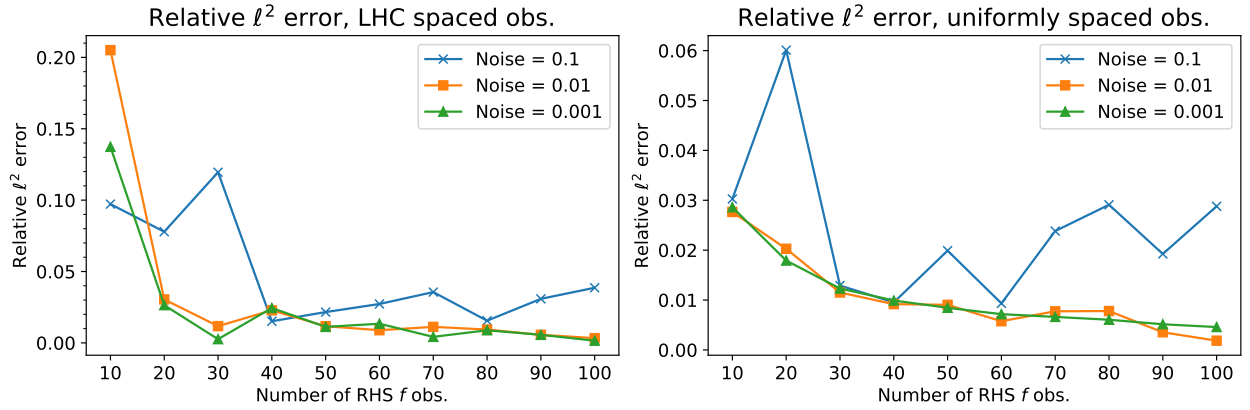 Relative ℓ² error, LHC spaced obs.
Relative ℓ² error
0.20
0.15
0.10
0.05
0.00
Noise = 0.1
Noise = 0.01
Noise = 0.001
10 20 30 40 50 60 70 80 90 100
Number of RHS f obs.
Relative ℓ² error, uniformly spaced obs.
Relative ℓ² error
0.06
0.05
0.04
0.03
0.02
0.01
0.00
Noise = 0.1
Noise = 0.01
Noise = 0.001
10 20 30 40 50 60 70 80 90 100
Number of RHS f obs.